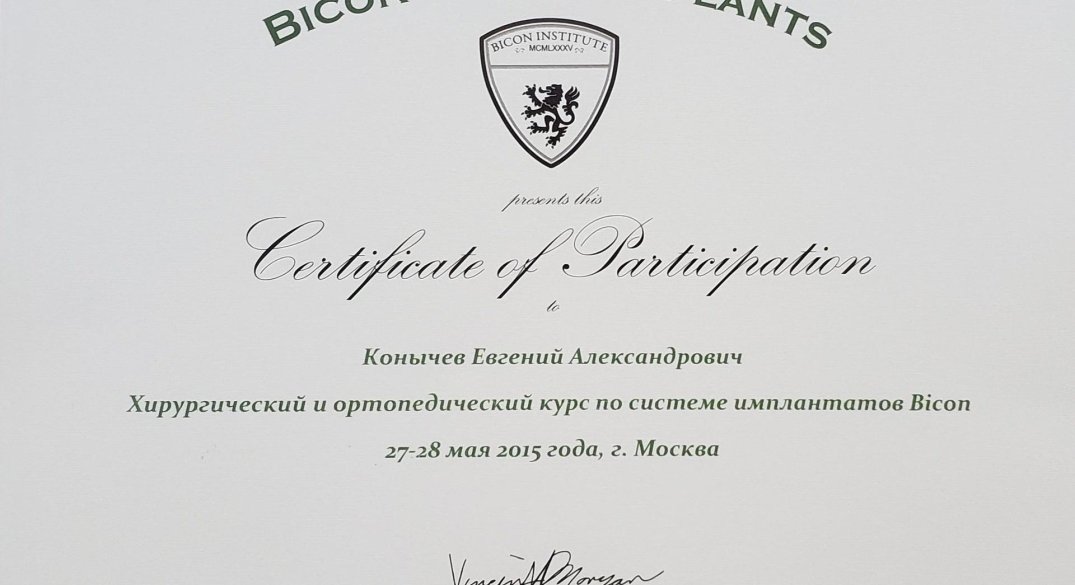 BICON
BICON INSTITUTE
MCMLXXXV
presents this
Certificate of Participation
to
Конычев Евгений Александрович
Хирургический и ортопедический курс по системе имплантатов Bicon
27-28 мая 2015 года, г. Москва